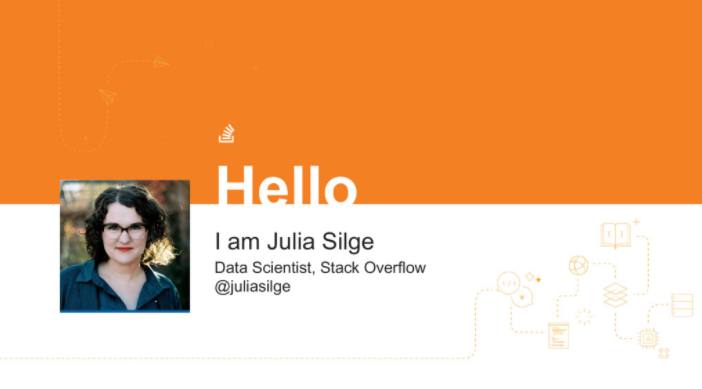 Hello
I am Julia Silge
Data Scientist, Stack Overflow
@juliasilge